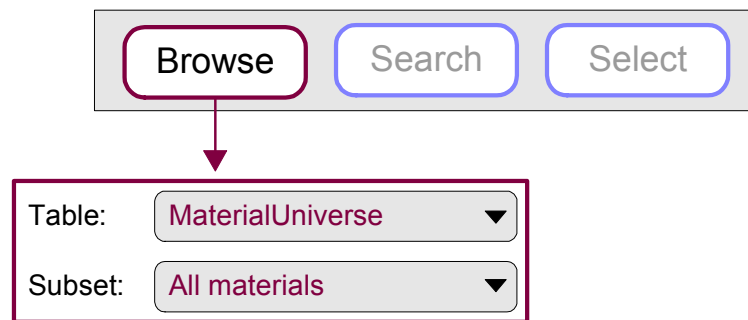 Browse Search Select
Table: MaterialUniverse
Subset: All materials